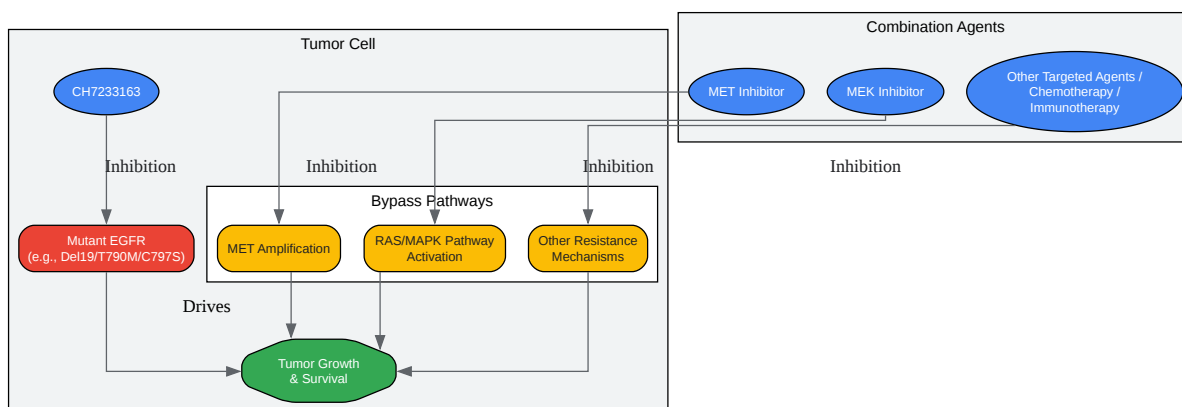 Combination Agents
Tumor Cell
CH7233163
MET Inhibitor
MEK Inhibitor
Other Targeted Agents /
Chemotherapy /
Immunotherapy
Inhibition
Inhibition
Inhibition
Inhibition
Bypass Pathways
Mutant EGFR
(e.g., Del19/T790M/C797S)
MET Amplification
RAS/MAPK Pathway
Activation
Other Resistance
Mechanisms
Drives
Tumor Growth
& Survival